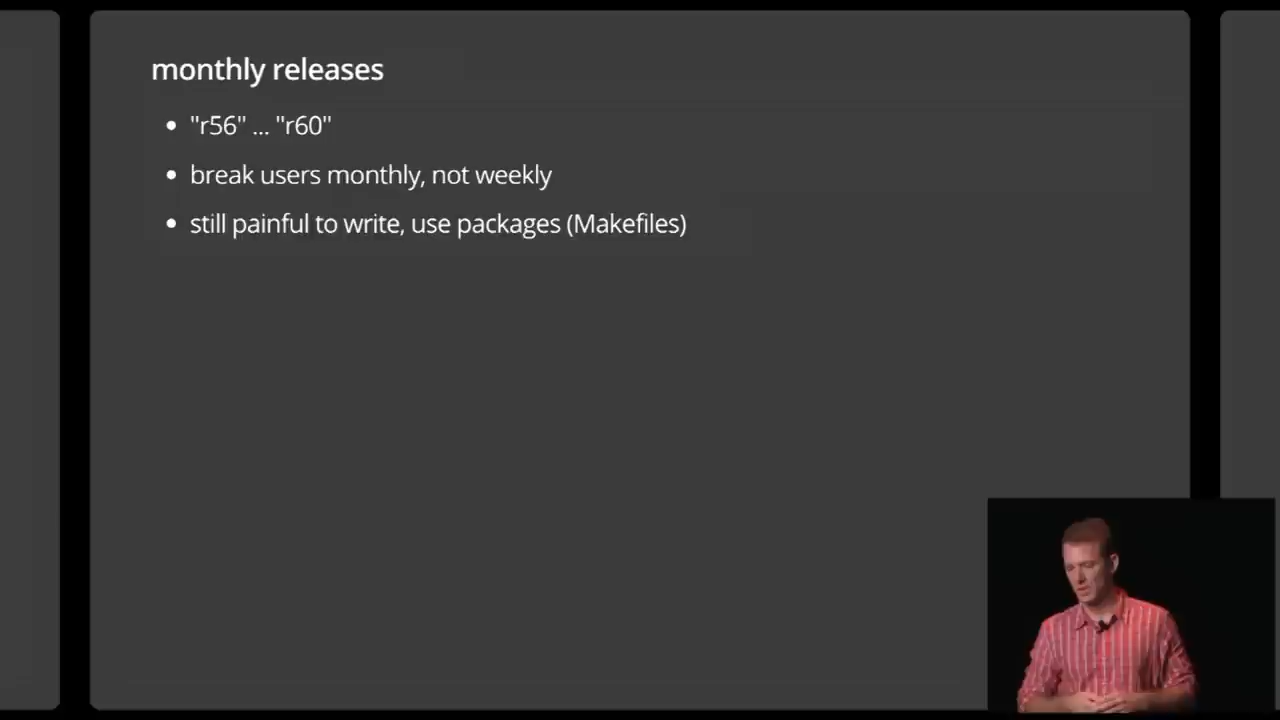 monthly releases
• "r56" ... "r60"
• break users monthly, not weekly
• still painful to write, use packages (Makefiles)